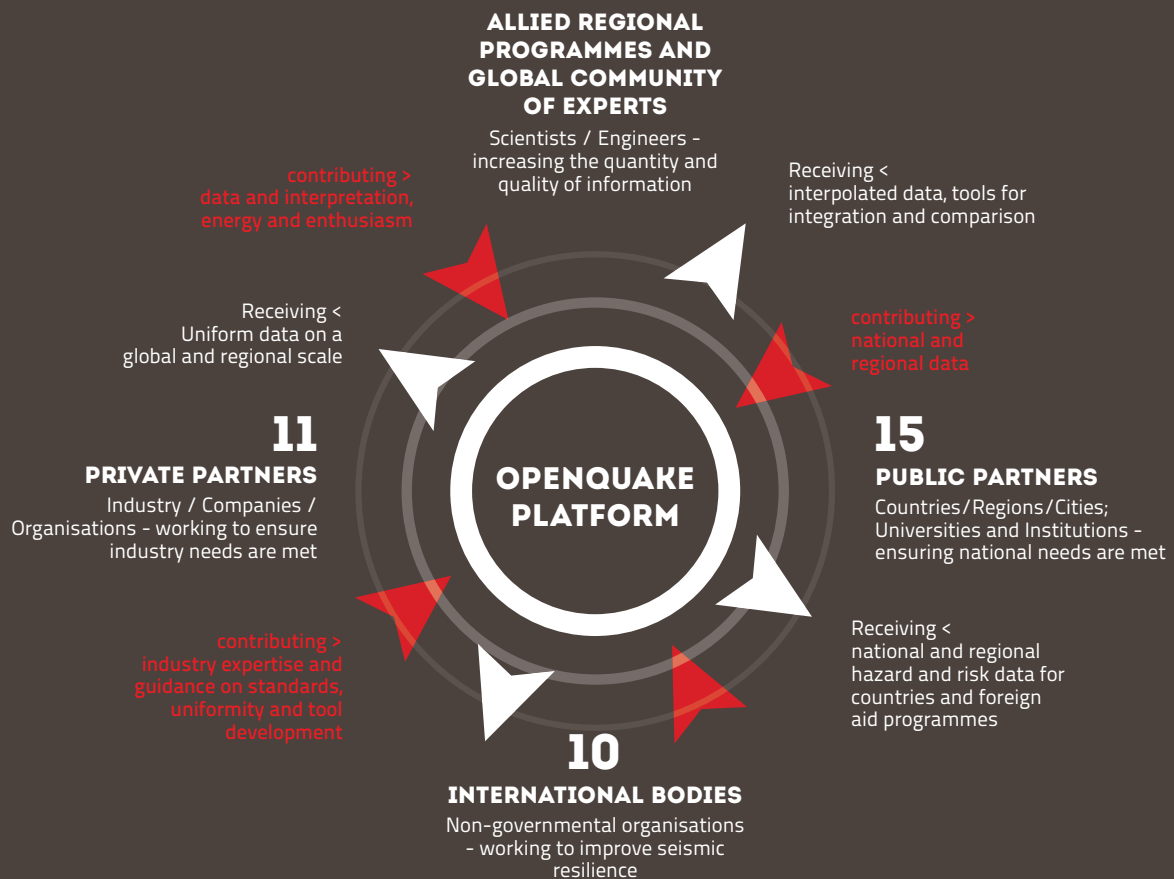 ALLIED REGIONAL
PROGRAMMES AND
GLOBAL COMMUNITY
OF EXPERTS
Scientists / Engineers -
increasing the quantity and
quality of information
contributing >
data and interpretation,
energy and enthusiasm
Receiving <
interpolated data, tools for
integration and comparison
Receiving <
Uniform data on a
global and regional scale
contributing >
national and
regional data
11
PRIVATE PARTNERS
Industry / Companies /
Organisations - working to ensure
industry needs are met
OPENQUAKE
PLATFORM
15
PUBLIC PARTNERS
Countries/Regions/Cities;
Universities and Institutions -
ensuring national needs are met
contributing >
industry expertise and
guidance on standards,
uniformity and tool
development
Receiving <
national and regional
hazard and risk data for
countries and foreign
aid programmes
10
INTERNATIONAL BODIES
Non-governmental organisations
- working to improve seismic
resilience